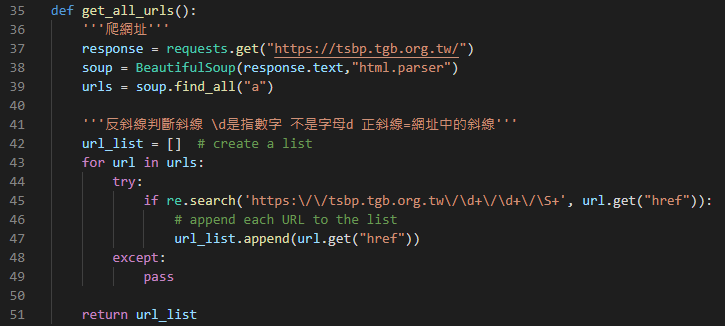 35 def get_all_urls():
36     '''爬網址'''
37     response = requests.get("https://tsbp.tgb.org.tw/")
38     soup = BeautifulSoup(response.text,"html.parser")
39     urls = soup.find_all("a")
40
41     '''反斜線判斷斜線 \d是指數字 不是字母d 正斜線=網址中的斜線'''
42     url_list = []  # create a list
43     for url in urls:
44         try:
45             if re.search('https:\/\/tsbp.tgb.org.tw\/\d+\/\d+\/\S+', url.get("href")):
46                 # append each URL to the list
47                 url_list.append(url.get("href"))
48         except:
49             pass
50
51     return url_list